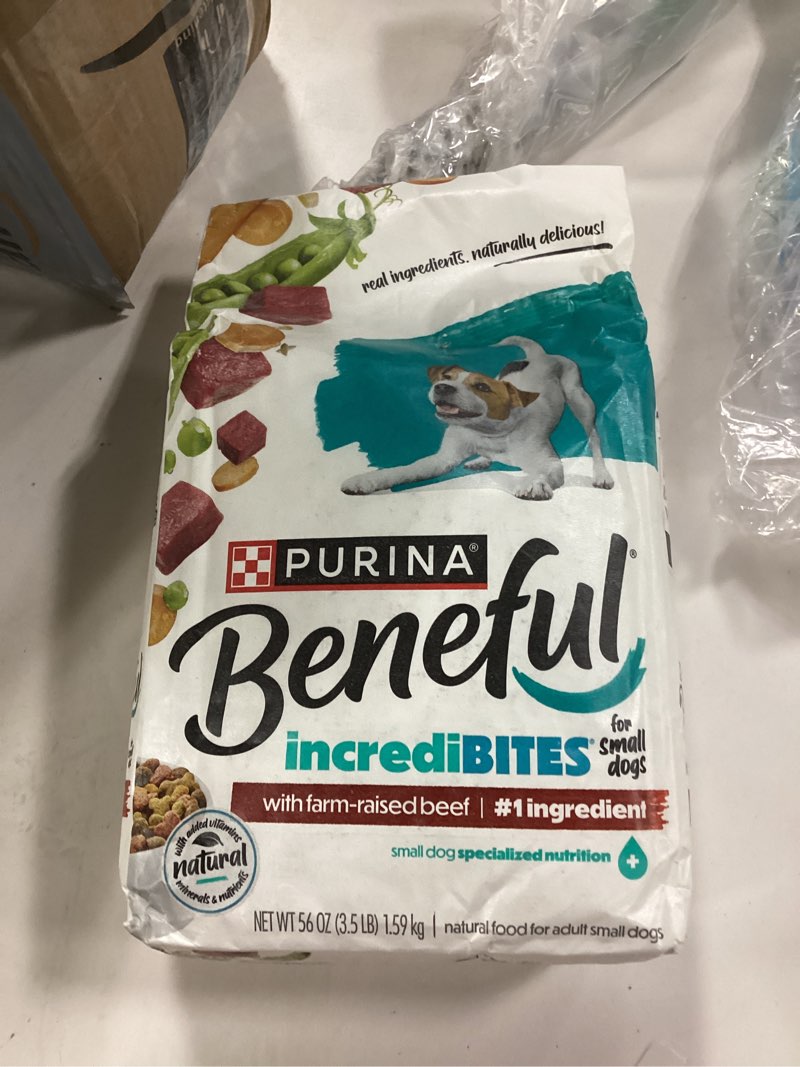 real ingredients. naturally delicious!
PURINA®
Beneful®
incrediBITES®
for
small
dogs
with farm-raised beef | #1 ingredient
small dog specialized nutrition
with added vitamins
natural
minerals & nutrients
NET WT 56 OZ (3.5 LB) 1.59 kg | natural food for adult small dogs